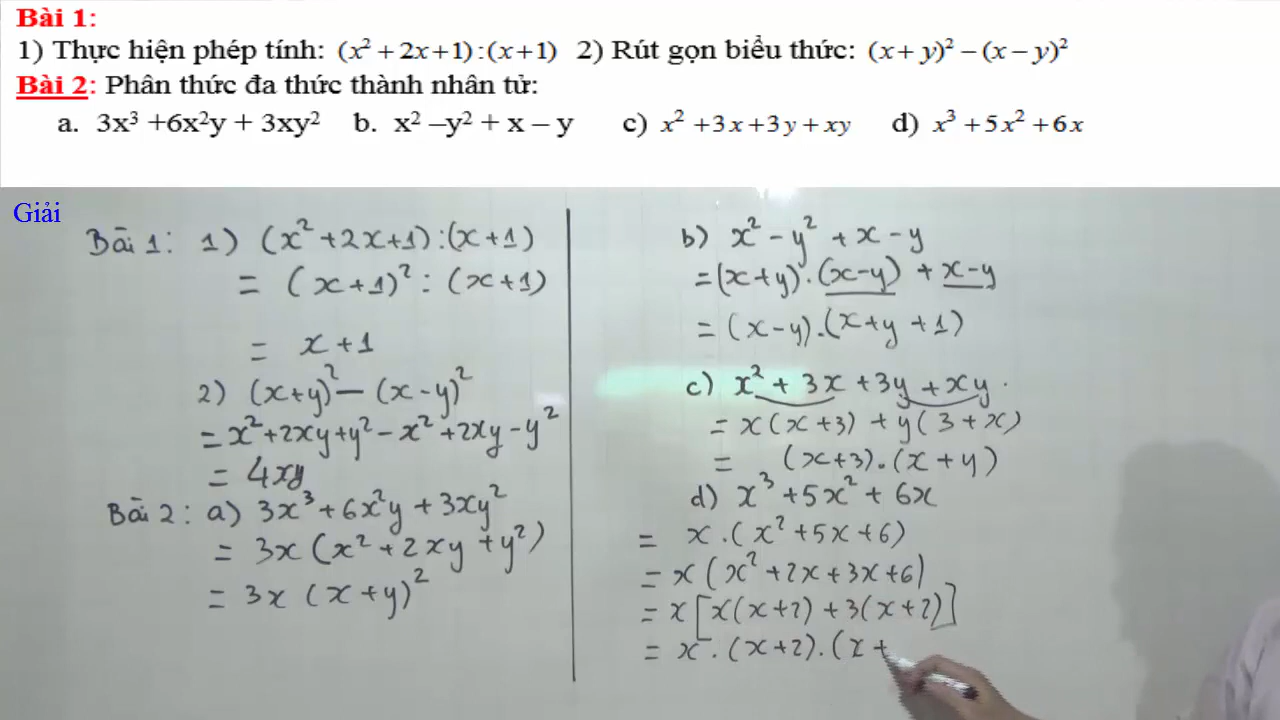 Bài 1:
1) Thực hiện phép tính: (x² + 2x + 1) : (x + 1) 2) Rút gọn biểu thức: (x + y)² − (x − y)²
Bài 2: Phân thức đa thức thành nhân tử:
a. 3x³ +6x²y + 3xy² b. x² –y² + x – y c) x² + 3x + 3y + xy d) x³ + 5x² + 6x
Giải
Bài 1: 1) (x² + 2x + 1) : (x + 1)
= (x + 1)² : (x + 1)
= x + 1
2) (x + y)² − (x − y)²
= x² + 2xy + y² − x² + 2xy − y²
= 4xy
Bài 2: a) 3x³ + 6x²y + 3xy²
= 3x (x² + 2xy + y²)
= 3x (x + y)²
b) x² − y² + x − y
= (x + y) . (x − y) + x − y
= (x − y) . (x + y + 1)
c) x² + 3x + 3y + xy .
= x (x + 3) + y (3 + x)
= (x + 3) . (x + y)
d) x³ + 5x² + 6x
= x . (x² + 5x + 6)
= x (x² + 2x + 3x + 6)
= x [x(x + 2) + 3(x + 2)]
= x . (x + 2) . (x +